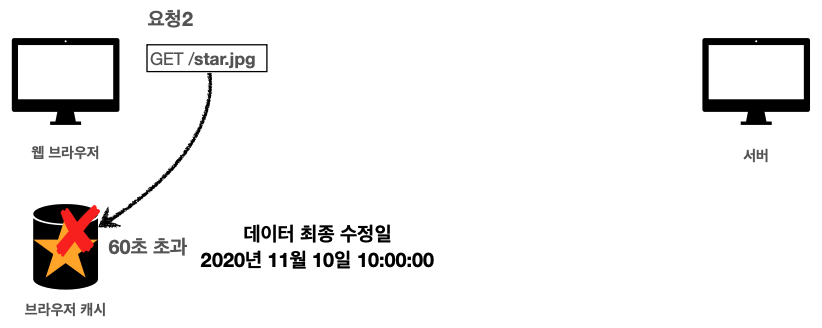 요청2
GET /star.jpg
웹 브라우저
서버
60초 초과
데이터 최종 수정일
2020년 11월 10일 10:00:00
브라우저 캐시